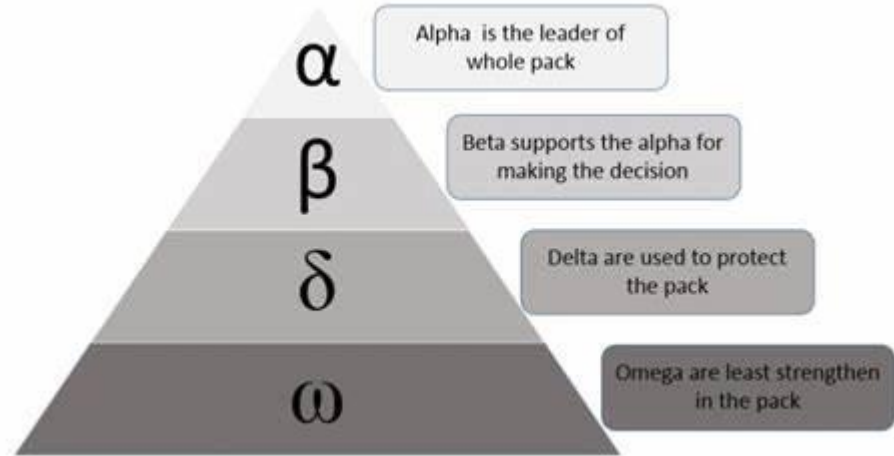 α
Alpha is the leader of
whole pack
β
Beta supports the alpha for
making the decision
δ
Delta are used to protect
the pack
ω
Omega are least strengthen
in the pack